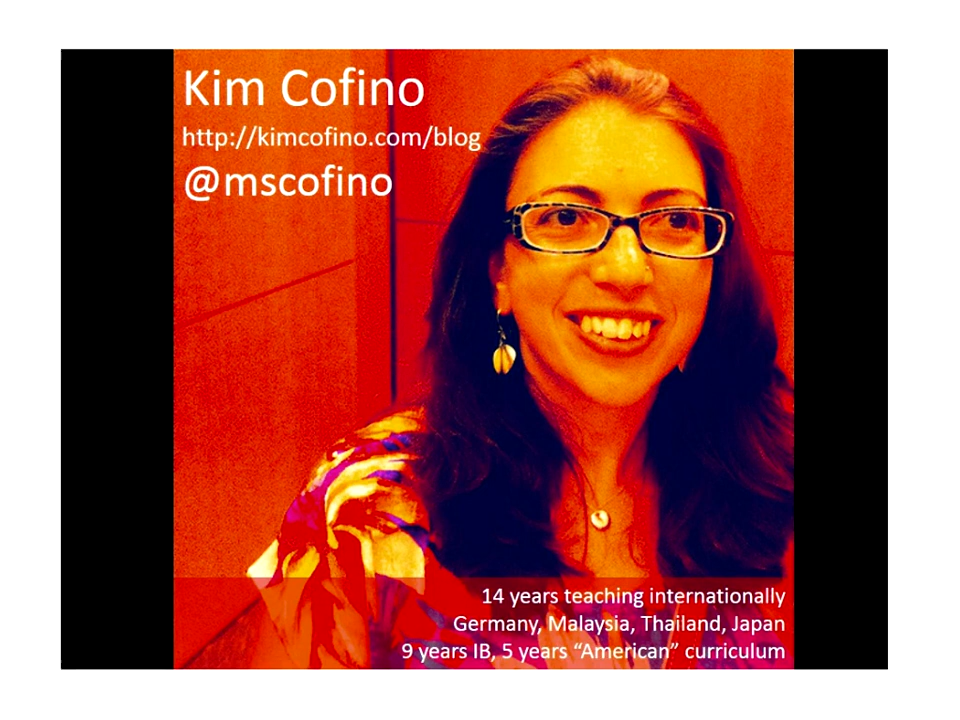 Kim Cofino
http://kimcofino.com/blog
@mscofino
14 years teaching internationally
Germany, Malaysia, Thailand, Japan
9 years IB, 5 years “American” curriculum